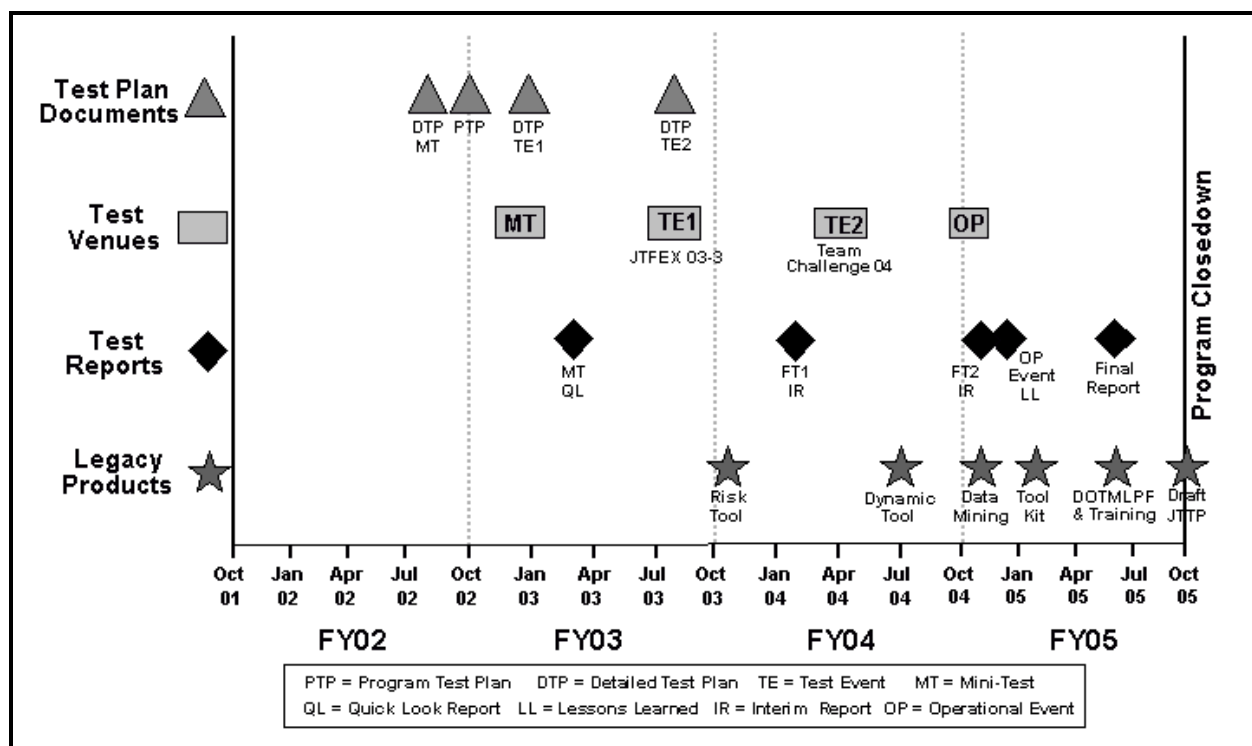 Test Plan
Documents
DTP
MT
PTP
DTP
TE1
DTP
TE2
Test
Venues
MT
TE1
JTFEX 03-3
TE2
Team
Challenge 04
OP
Test
Reports
MT
QL
FT1
IR
FT2
IR
OP
Event
LL
Final
Report
Program Closedown
Legacy
Products
Risk
Tool
Dynamic
Tool
Data
Mining
Tool
Kit
DOTMLPF
& Training
Draft
JTTP
Oct Jan Apr Jul Oct Jan Apr Jul Oct Jan Apr Jul Oct Jan Apr Jul Oct
01 02 02 02 02 03 03 03 03 04 04 04 04 05 05 05 05
FY02 FY03 FY04 FY05
PTP = Program Test Plan DTP = Detailed Test Plan TE = Test Event MT = Mini-Test
QL = Quick Look Report LL = Lessons Learned IR = Interim Report OP = Operational Event